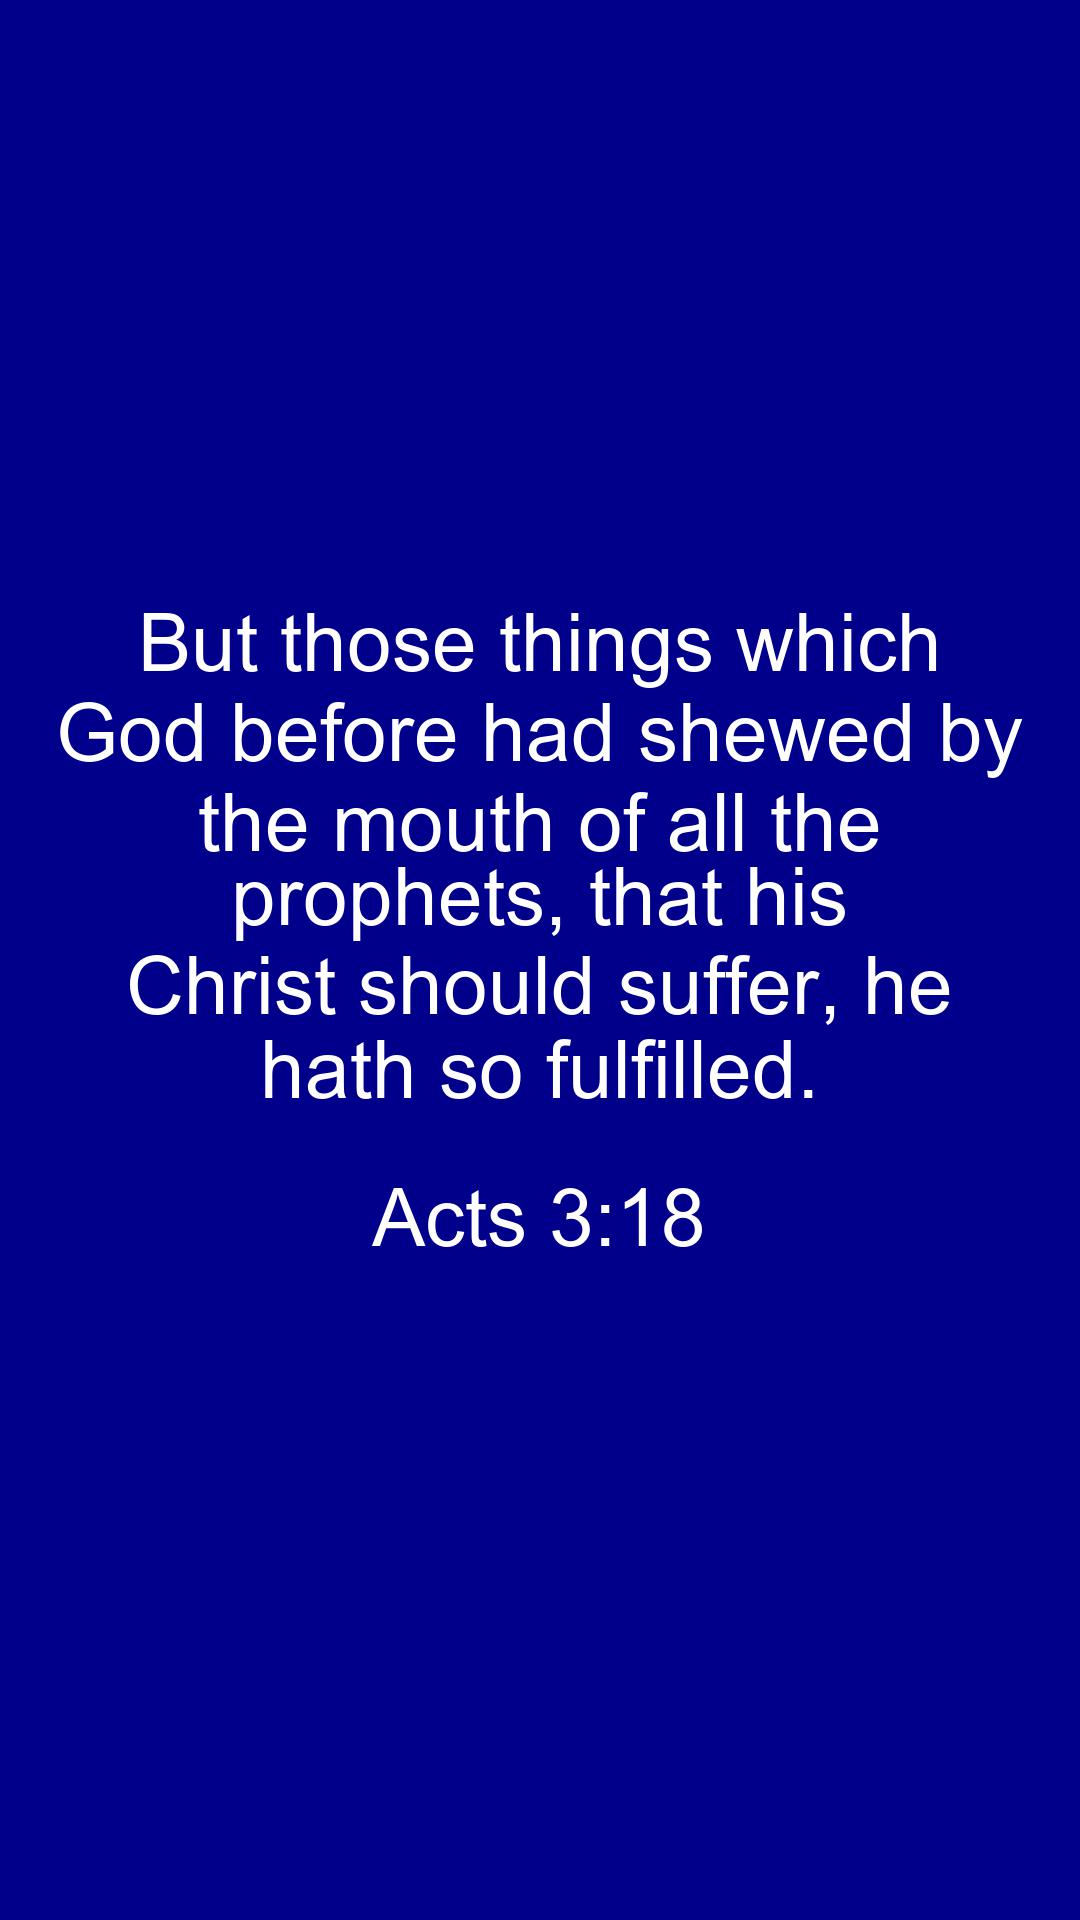 But those things which
God before had shewed by
the mouth of all the
prophets, that his
Christ should suffer, he
hath so fulfilled.
Acts 3:18